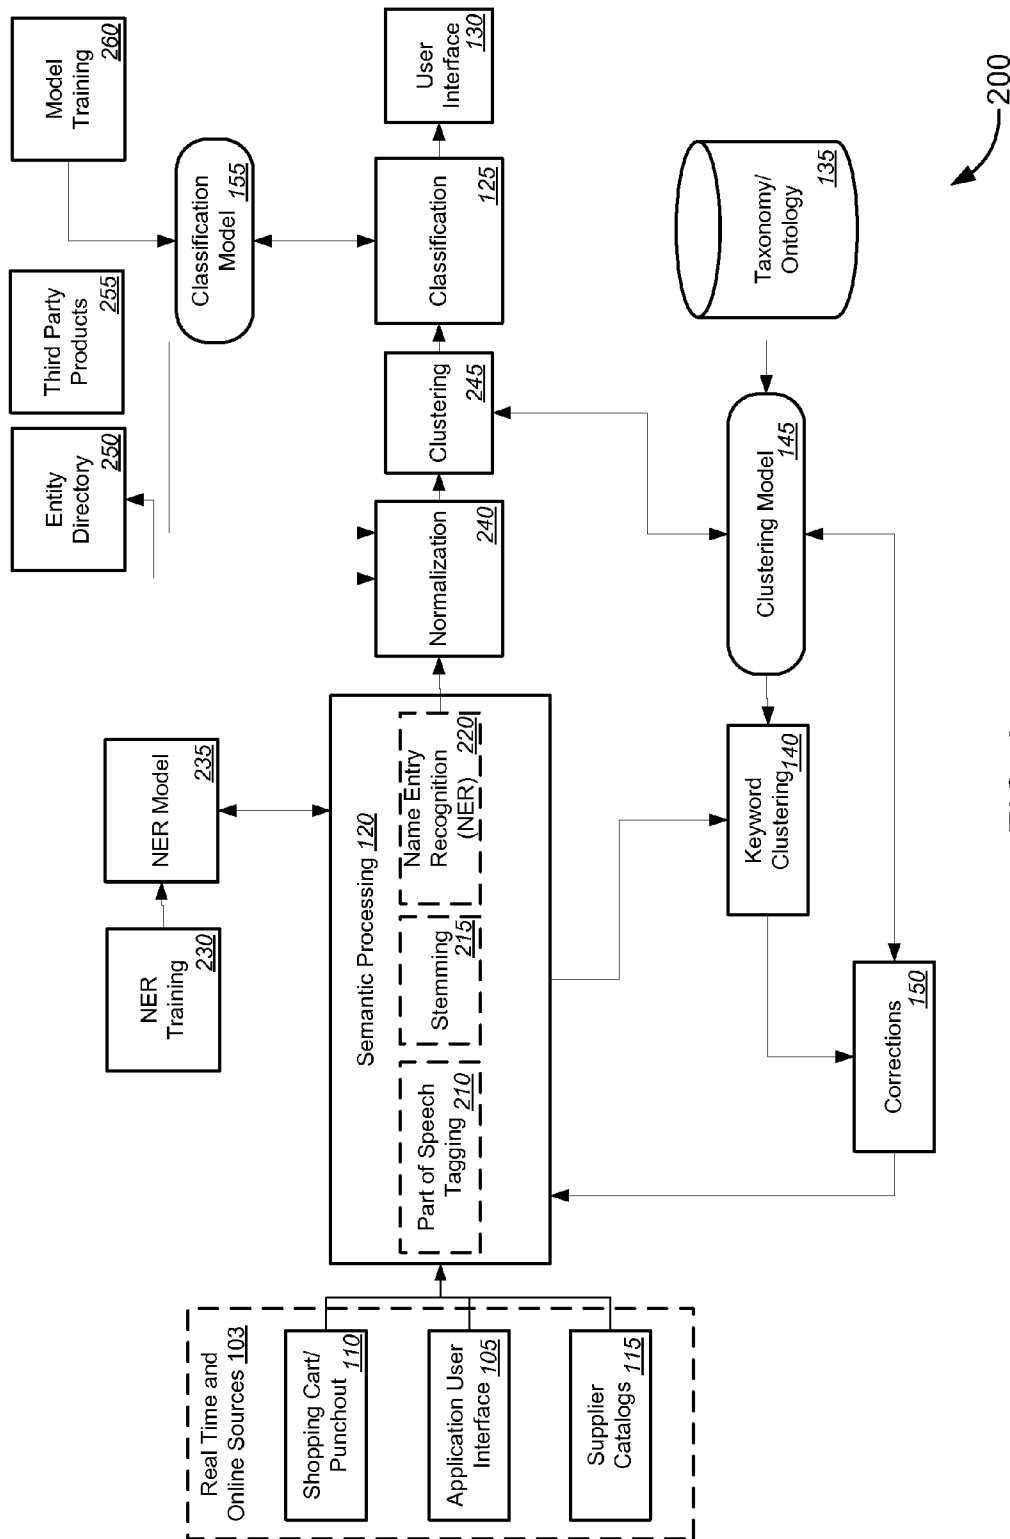 Real Time and
Online Sources 103
Shopping Cart/
Punchout 110
Application User
Interface 105
Supplier
Catalogs 115
NER
Training 230
NER Model
235
Semantic Processing 120
Part of Speech
Tagging 210
Stemming
215
Name Entry
Recognition
(NER) 220
Normalization
240
Clustering
245
Classification
125
User
Interface
130
Entity
Directory
250
Third Party
Products
255
Model
Training
260
Classification
Model 155
Corrections
150
Keyword
Clustering 140
Clustering Model
145
Taxonomy/
Ontology
135
200